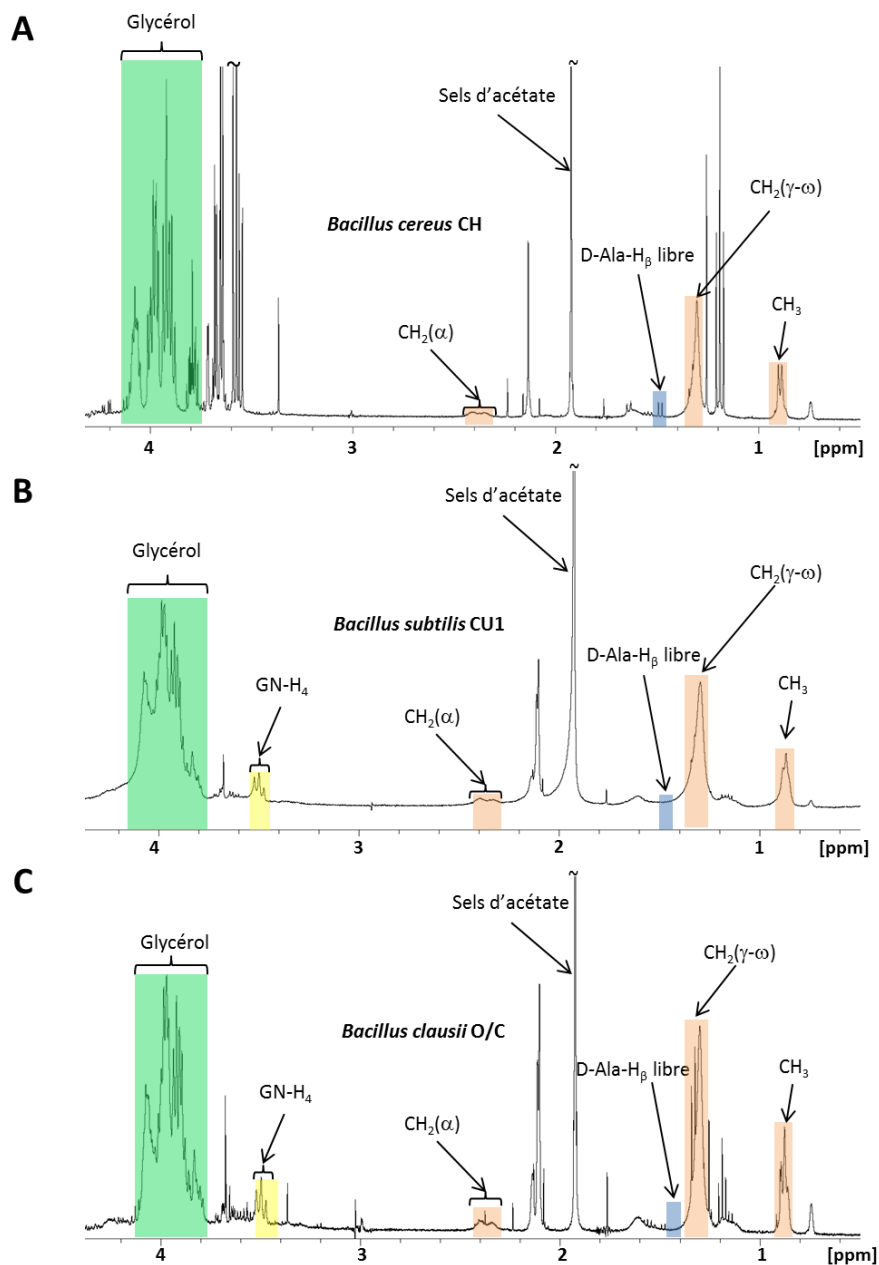 A
Glycérol
~
~
Sels d'acétate
CH2(γ-ω)
Bacillus cereus CH
D-Ala-Hβ libre
CH2(α)
CH3
4 3 2 1 [ppm]
B
~
Sels d'acétate
Glycérol
CH2(γ-ω)
Bacillus subtilis CU1
D-Ala-Hβ libre
GN-H4
CH2(α)
CH3
4 3 2 1 [ppm]
C
~
Sels d'acétate
Glycérol
CH2(γ-ω)
Bacillus clausii O/C
D-Ala-Hβ libre
CH3
GN-H4
CH2(α)
4 3 2 1 [ppm]